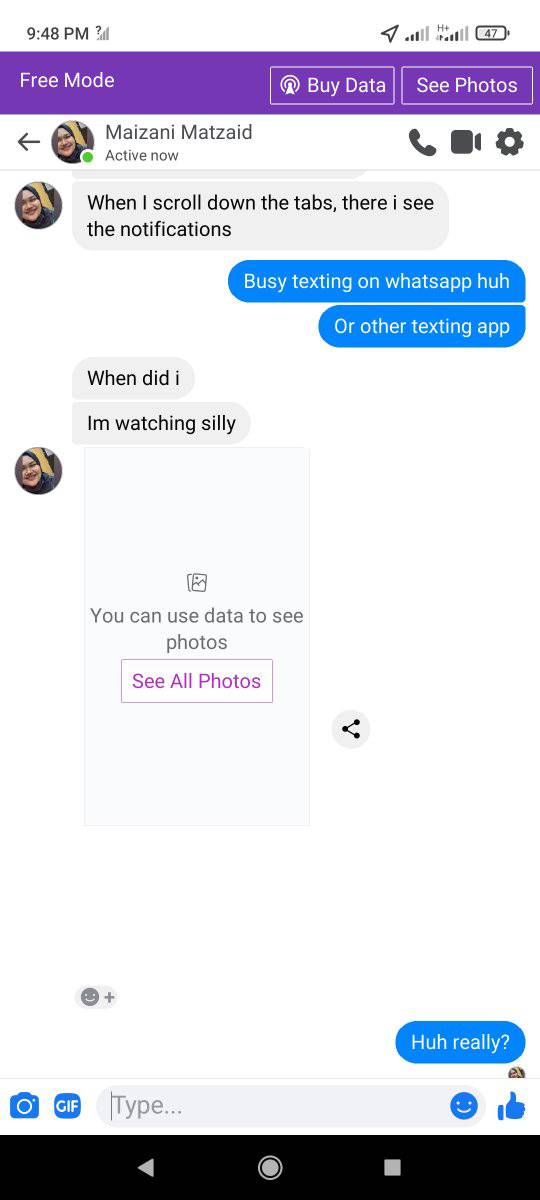 9:48 PM
H+
47
Free Mode
Buy Data
See Photos
Maizani Matzaid
Active now
When I scroll down the tabs, there i see
the notifications
Busy texting on whatsapp huh
Or other texting app
When did i
Im watching silly
You can use data to see
photos
See All Photos
Huh really?
GIF
Type...